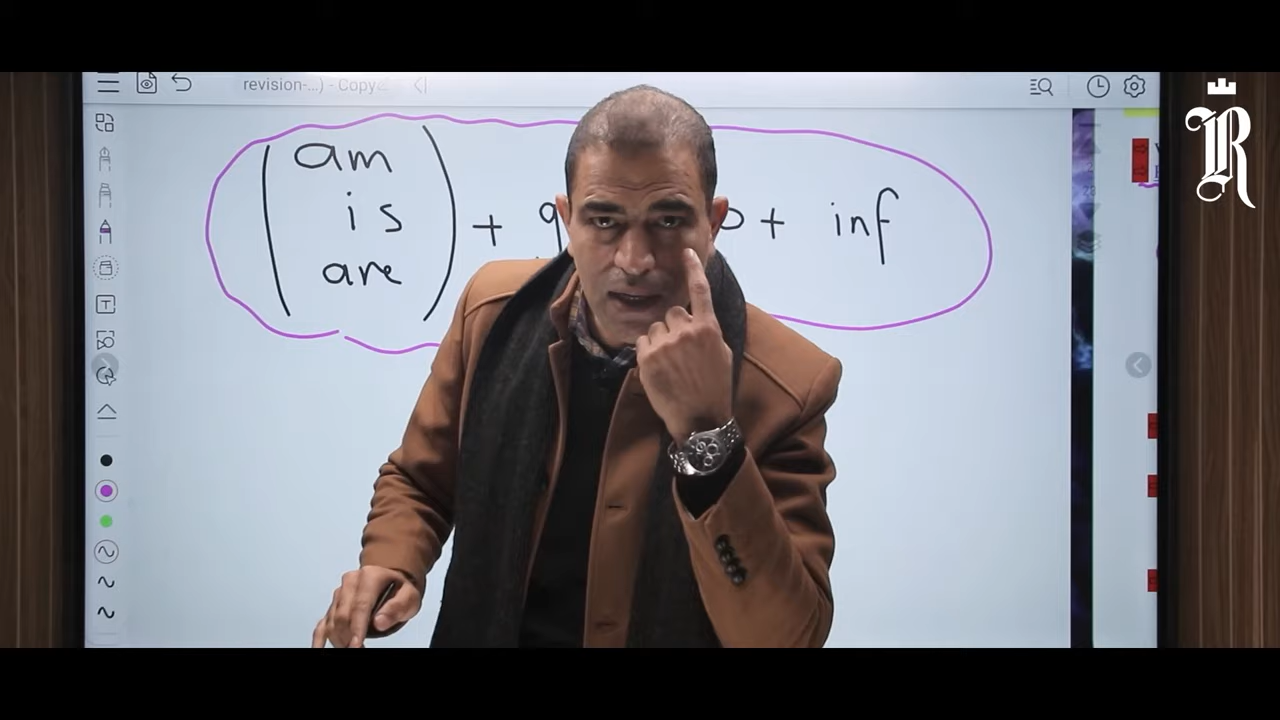 revision-...) - Copy
am
is + inf
are
R